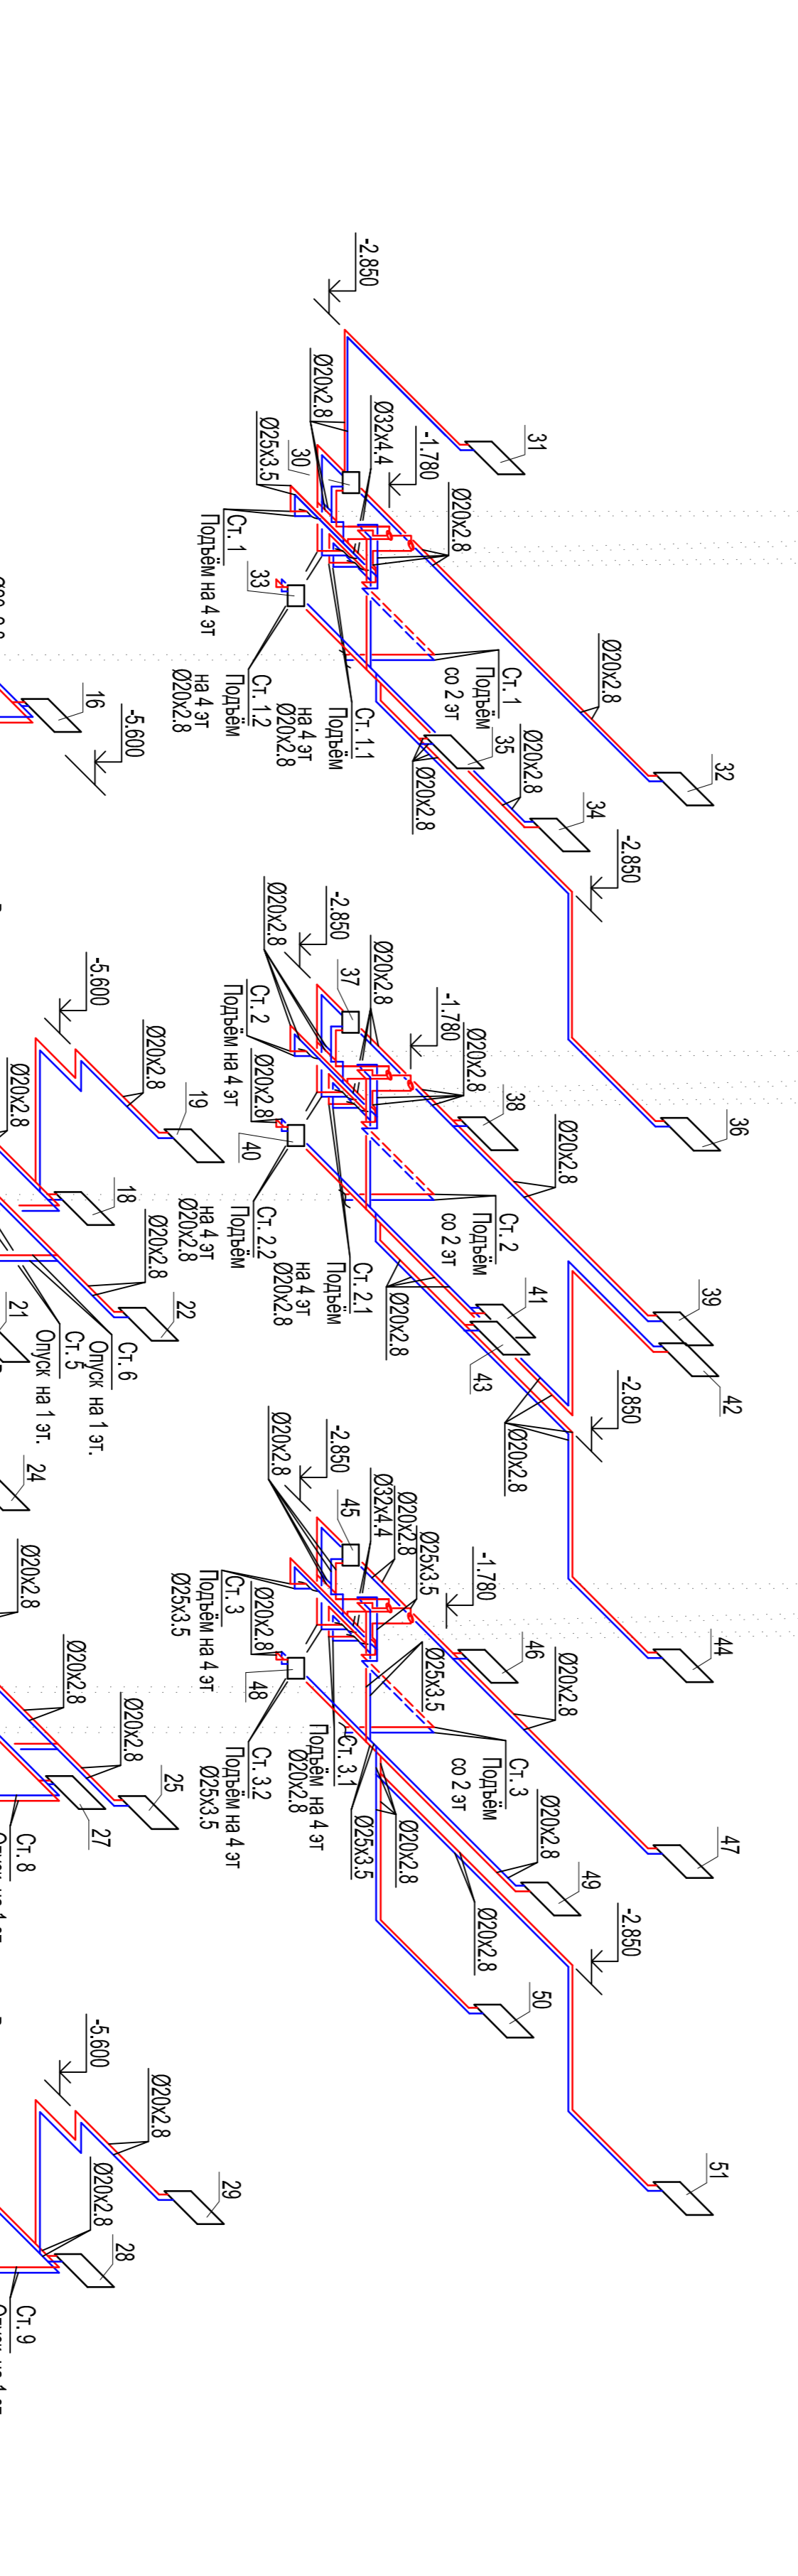 -2.850
31
Ø20x2.8
Ø32x4.4
-1.780
30
Ø25x3.5
Ø20x2.8
Ст. 1
Подъём на 4 эт
33
Ø20x2.8
32
Ст. 1
Подъём
со 2 эт
Ст. 1.1
Подъём
на 4 эт
Ø20x2.8
Ст. 1.2
Подъём
на 4 эт
Ø20x2.8
35
Ø20x2.8
34
Ø20x2.8
-2.850
36
Ø20x2.8
-2.850
37
Ø20x2.8
-1.780
Ø20x2.8
38
Ст. 2
Подъём на 4 эт
Ø20x2.8
40
Ø20x2.8
39
42
Ст. 2
Подъём
со 2 эт
Ст. 2.1
Подъём
на 4 эт
Ø20x2.8
Ст. 2.2
Подъём
на 4 эт
Ø20x2.8
41
43
Ø20x2.8
-2.850
Ø20x2.8
44
Ø20x2.8
-2.850
45
Ø32x4.4
Ø20x2.8
Ø25x3.5
-1.780
46
Ø20x2.8
Ст. 3
Подъём на 4 эт
Ø25x3.5
Ø20x2.8
48
Ø25x3.5
47
Ст. 3
Подъём
со 2 эт
Ст. 3.1
Подъём на 4 эт
Ø20x2.8
Ст. 3.2
Подъём на 4 эт
Ø25x3.5
Ø25x3.5
Ø20x2.8
Ø20x2.8
49
Ø20x2.8
-2.850
50
51
16
-5.600
-5.600
Ø20x2.8
19
Ø20x2.8
18
Ø20x2.8
22
21
Ст. 6
Опуск на 1 эт.
Ст. 5
Опуск на 1 эт.
24
Ø20x2.8
Ø20x2.8
Ø20x2.8
25
27
Ст. 8
-5.600
Ø20x2.8
29
Ø20x2.8
28
Ст. 9